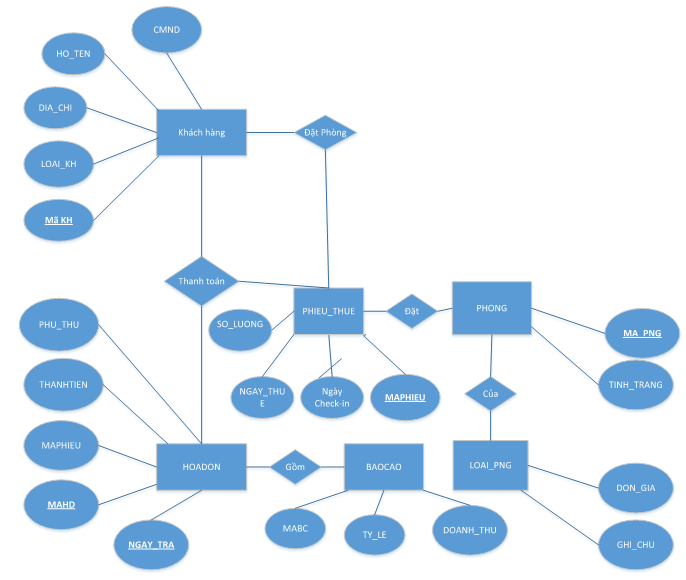 CMND
HO_TEN
DIA_CHI
Khách hàng
Đặt Phòng
LOAI_KH
Mã KH
Thanh toán
PHIEU_THUE
Đặt
PHONG
PHU_THU
SO_LUONG
MA_PNG
THANHTIEN
NGAY_THU
E
Ngày
Check-in
MAPHIEU
Của
TINH_TRANG
MAPHIEU
HOADON
Gồm
BAOCAO
LOAI_PNG
DON_GIA
MAHD
NGAY_TRA
MABC
TY_LE
DOANH_THU
GHI_CHU